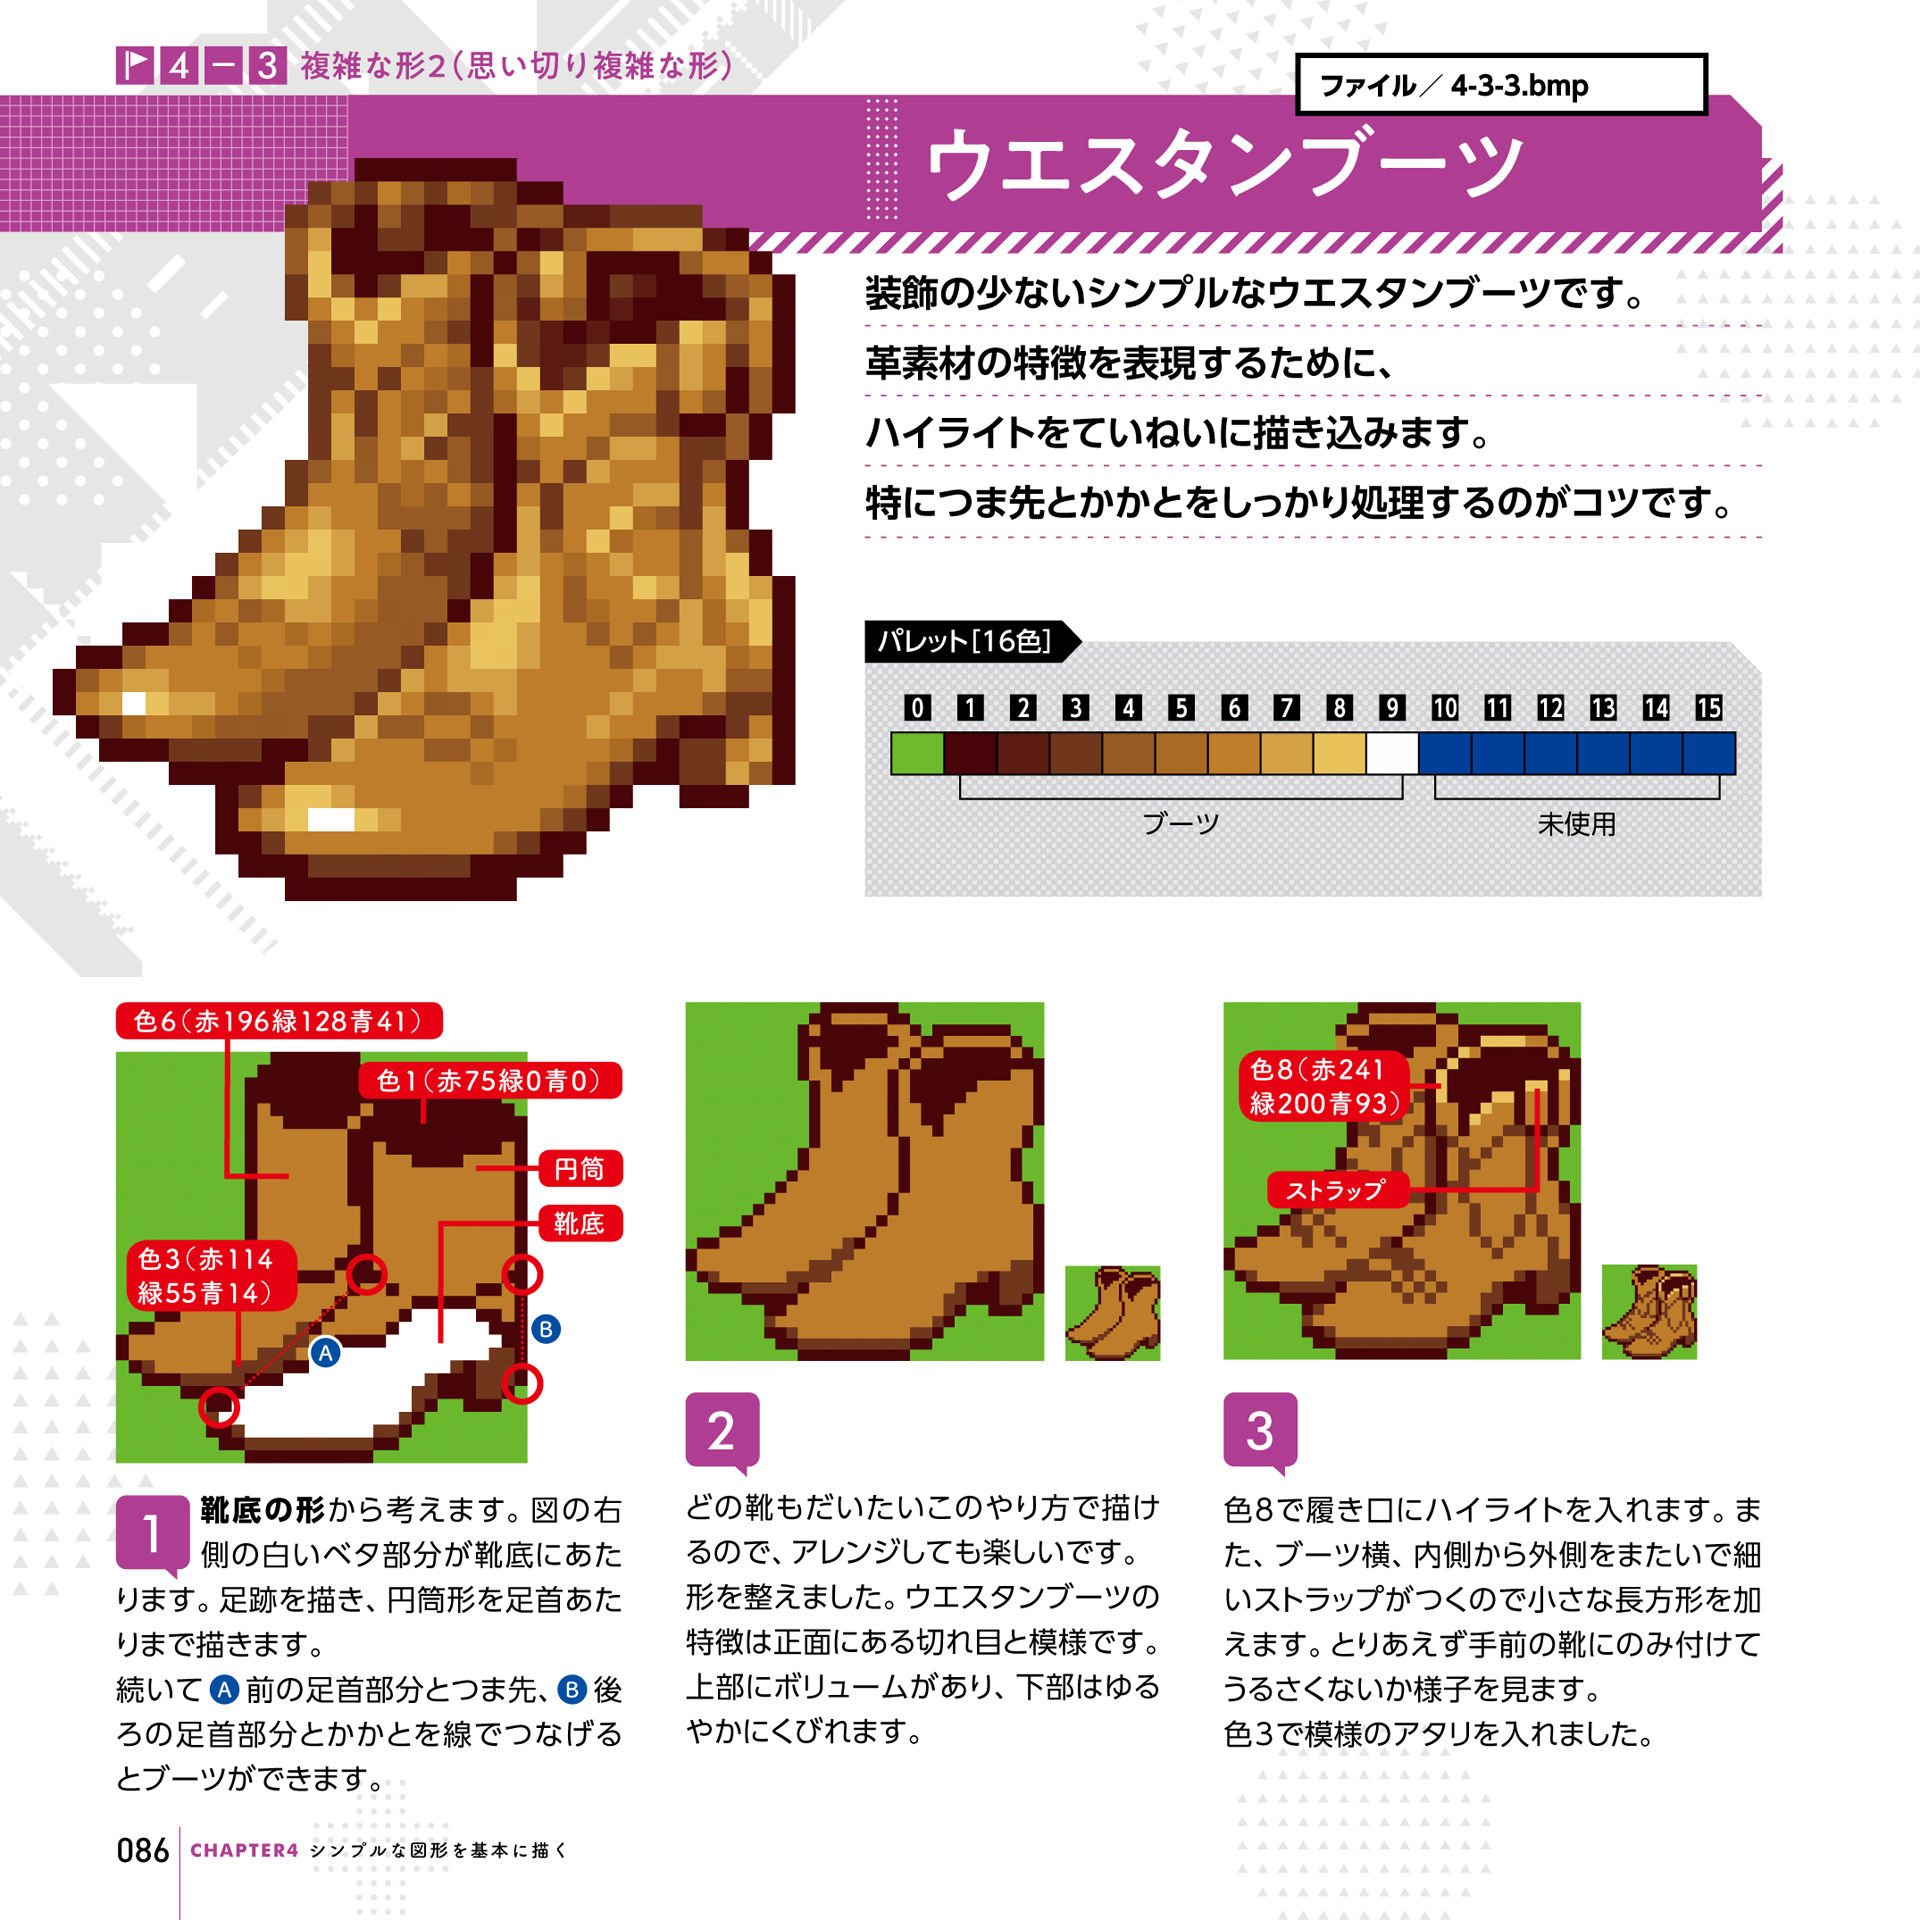 4-3 複雑な形2(思い切り複雑な形)
ファイル/ 4-3-3.bmp
ウエスタンブーツ
装飾の少ないシンプルなウエスタンブーツです。
革素材の特徴を表現するために、
ハイライトをていねいに描き込みます。
特につま先とかかとをしっかり処理するのがコツです。
パレット[16色]
0 1 2 3 4 5 6 7 8 9 10 11 12 13 14 15
ブーツ
未使用
色6(赤196緑128青41)
色1(赤75緑0青0)
円筒
靴底
色3(赤114
緑55青14)
A
B
1
靴底の形から考えます。図の右
側の白いベタ部分が靴底にあた
ります。足跡を描き、円筒形を足首あた
りまで描きます。
続いてA前の足首部分とつま先、B後
ろの足首部分とかかとを線でつなげる
とブーツができます。
2
どの靴もだいたいこのやり方で描け
るので、アレンジしても楽しいです。
形を整えました。ウエスタンブーツの
特徴は正面にある切れ目と模様です。
上部にボリュームがあり、下部はゆる
やかにくびれます。
色8(赤241
緑200青93)
ストラップ
3
色8で履き口にハイライトを入れます。ま
た、ブーツ横、内側から外側をまたいで細
いストラップがつくので小さな長方形を加
えます。とりあえず手前の靴にのみ付けて
うるさくないか様子を見ます。
色3で模様のアタリを入れました。
086 CHAPTER4 シンプルな図形を基本に描く